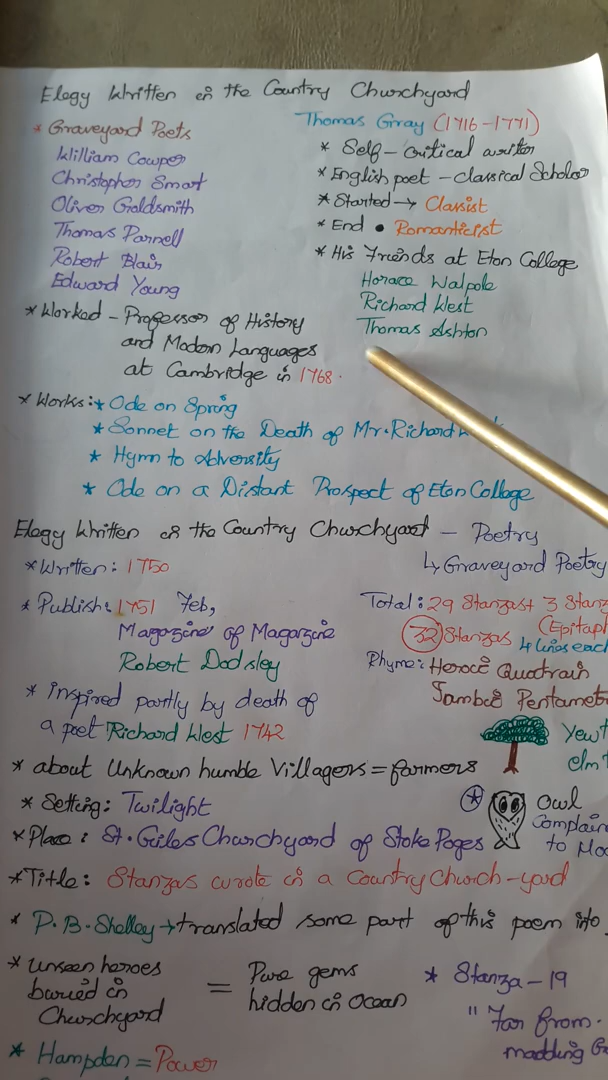 Elegy Written in the Country Churchyard
* Graveyard Poets
William Cowper
Christopher Smart
Oliver Goldsmith
Thomas Parnell
Robert Blair
Edward Young
Thomas Gray (1716-1771)
* Self-critical writer
* English poet - Classical Scholar
* Started → Classist
* End • Romanticist
* His Friends at Eton College
Horace Walpole
Richard West
Thomas Ashton
* Worked - Professor of History
and Modern Languages
at Cambridge in 1768.
* Works: * Ode on Spring
* Sonnet on the Death of Mr. Richard
* Hymn to Adversity
* Ode on a Distant Prospect of Eton College
Elegy Written in the Country Churchyard - Poetry
↳ Graveyard Poetry
* Written: 1750
* Publish: 1751 Feb,
Magarzine of Magarzine
Robert Dodsley
Total: 29 Stanzas + 3 Stanz
(Epitap
32 Stanzas 4 lines each
Rhyme: Heroic Quatrain
Iambic Pentamet
* inspired partly by death of
a poet Richard West 1742
Yew t
elm t
* about Unknown humble Villagers = farmers
* Setting: Twilight
* Owl
Complain
to Moo
* Place: St. Giles Churchyard of Stoke Poges
* Title: Stanzas wrote in a Country Church-yard
* P.B. Shelley → translated some part of this poem into
* unseen heroes
buried in
Churchyard
= Pure gems
hidden in Ocean
* Stanza - 19
"Far from
madding
* Hampden = Power